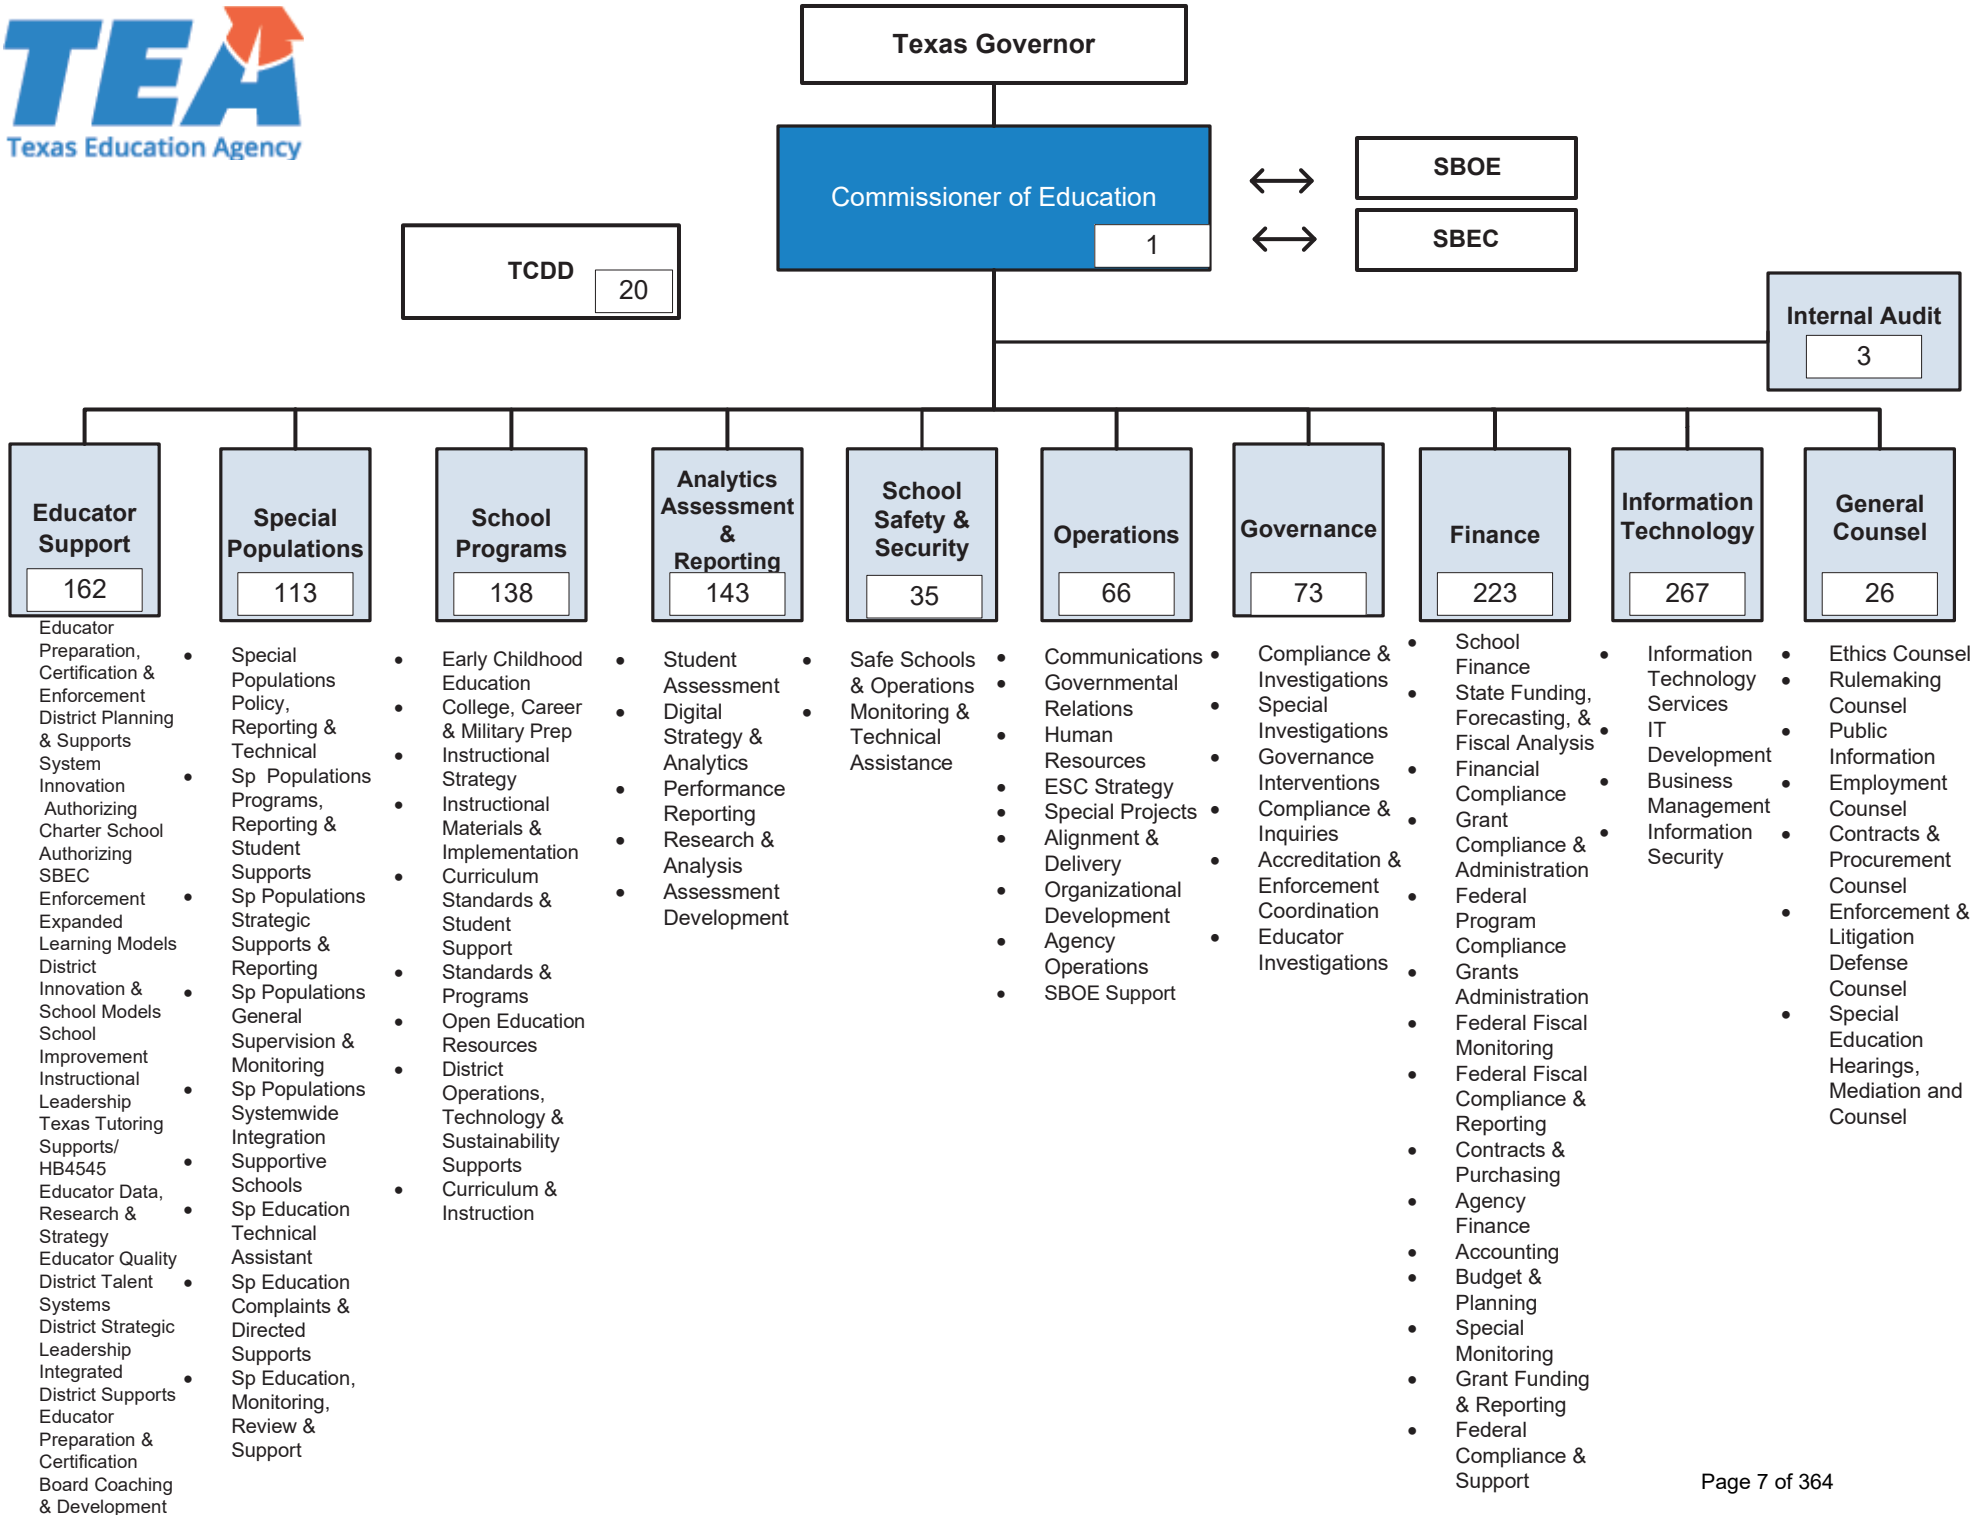 TEA
Texas Education Agency
Texas Governor
Commissioner of Education
1
SBOE
SBEC
TCDD
20
Internal Audit
3
Educator
Support
162
Educator
Preparation,
Certification &
Enforcement
District Planning
& Supports
System
Innovation
Authorizing
Charter School
Authorizing
SBEC
Enforcement
Expanded
Learning Models
District
Innovation &
School Models
School
Improvement
Instructional
Leadership
Texas Tutoring
Supports/
HB4545
Educator Data,
Research &
Strategy
Educator Quality
District Talent
Systems
District Strategic
Leadership
Integrated
District Supports
Educator
Preparation &
Certification
Board Coaching
& Development
Special
Populations
113
• Special
Populations
Policy,
Reporting &
Technical
• Sp Populations
Programs,
Reporting &
Student
Supports
• Sp Populations
Strategic
Supports &
Reporting
• Sp Populations
General
Supervision &
Monitoring
• Sp Populations
Systemwide
Integration
• Supportive
Schools
• Sp Education
Technical
Assistant
• Sp Education
Complaints &
Directed
Supports
• Sp Education,
Monitoring,
Review &
Support
School
Programs
138
• Early Childhood
Education
• College, Career
& Military Prep
• Instructional
Strategy
• Instructional
Materials &
Implementation
• Curriculum
Standards &
Student
Support
• Standards &
Programs
• Open Education
Resources
• District
Operations,
Technology &
Sustainability
Supports
• Curriculum &
Instruction
Analytics
Assessment
&
Reporting
143
• Student
Assessment
• Digital
Strategy &
Analytics
• Performance
Reporting
• Research &
Analysis
• Assessment
Development
School
Safety &
Security
35
• Safe Schools
& Operations
• Monitoring &
Technical
Assistance
Operations
66
• Communications
• Governmental
Relations
• Human
Resources
• ESC Strategy
• Special Projects
• Alignment &
Delivery
• Organizational
Development
• Agency
Operations
• SBOE Support
Governance
73
• Compliance &
Investigations
• Special
Investigations
• Governance
Interventions
• Compliance &
Inquiries
• Accreditation &
Enforcement
Coordination
• Educator
Investigations
Finance
223
• School
Finance
• State Funding,
Forecasting, &
Fiscal Analysis
• Financial
Compliance
• Grant
Compliance &
Administration
• Federal
Program
Compliance
• Grants
Administration
• Federal Fiscal
Monitoring
• Federal Fiscal
Compliance &
Reporting
• Contracts &
Purchasing
• Agency
Finance
• Accounting
• Budget &
Planning
• Special
Monitoring
• Grant Funding
& Reporting
• Federal
Compliance &
Support
Information
Technology
267
• Information
Technology
Services
• IT
Development
• Business
Management
• Information
Security
General
Counsel
26
• Ethics Counsel
• Rulemaking
Counsel
• Public
Information
• Employment
Counsel
• Contracts &
Procurement
Counsel
• Enforcement &
Litigation
Defense
Counsel
• Special
Education
Hearings,
Mediation and
Counsel
Page 7 of 364